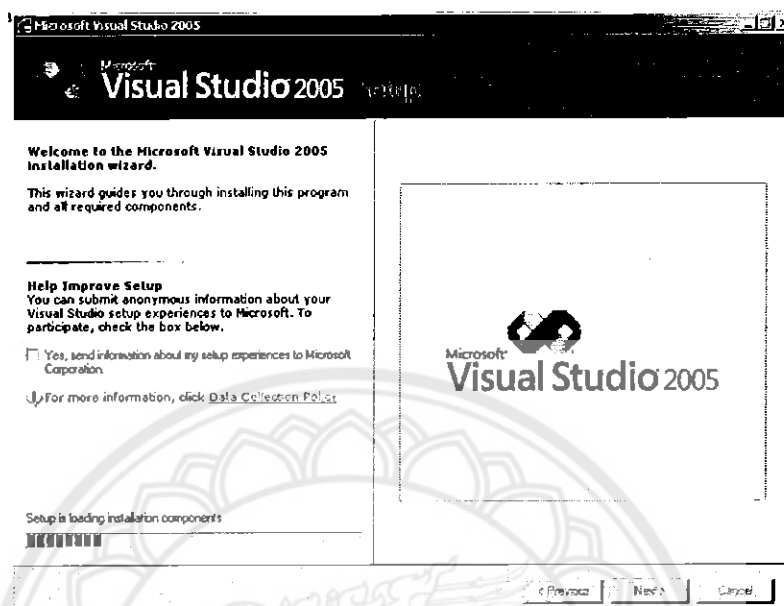 Microsoft Visual Studio 2005
Microsoft
Visual Studio 2005
Welcome to the Microsoft Visual Studio 2005
installation wizard.
This wizard guides you through installing this program
and all required components.
Help Improve Setup
You can submit anonymous information about your
Visual Studio setup experiences to Microsoft. To
participate, check the box below.
Yes, send information about my setup experiences to Microsoft
Corporation.
For more information, click Data Collection Policy
Microsoft
Visual Studio 2005
Setup is loading installation components
< Previous
Next >
Cancel